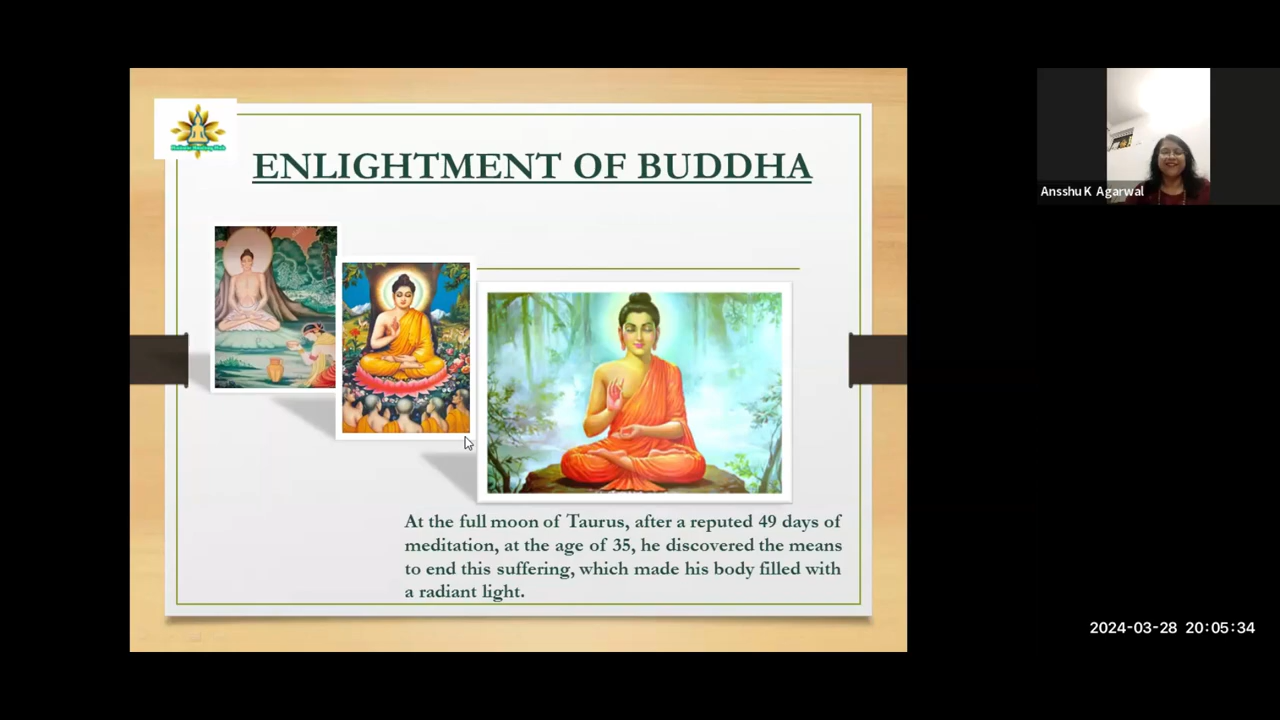 ENLIGHTMENT OF BUDDHA
Ansshu K Agarwal
At the full moon of Taurus, after a reputed 49 days of
meditation, at the age of 35, he discovered the means
to end this suffering, which made his body filled with
a radiant light.
2024-03-28 20:05:34